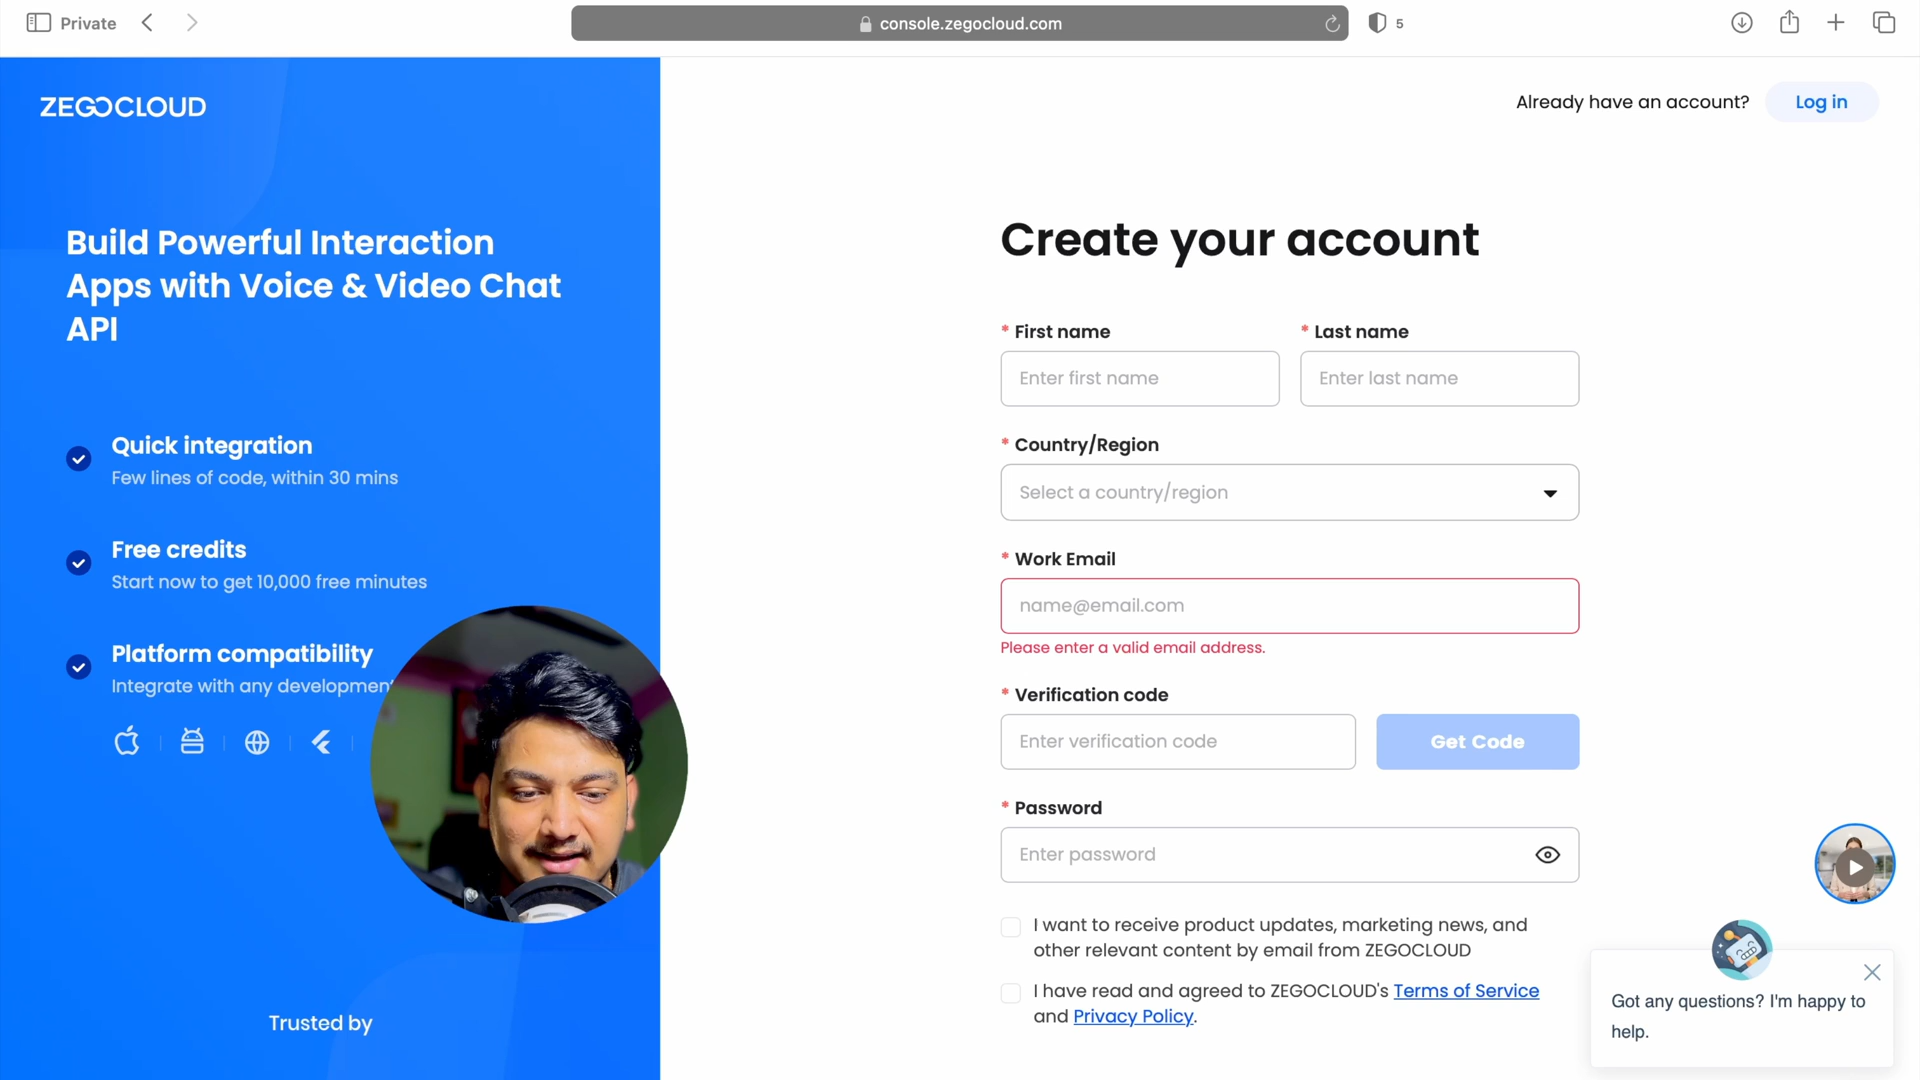 Private
console.zegocloud.com
5
ZEGOCLOUD
Already have an account?
Log in
Build Powerful Interaction
Apps with Voice & Video Chat
API
Quick integration
Few lines of code, within 30 mins
Free credits
Start now to get 10,000 free minutes
Platform compatibility
Integrate with any development
Trusted by
Create your account
* First name
* Last name
Enter first name
Enter last name
* Country/Region
Select a country/region
* Work Email
name@email.com
Please enter a valid email address.
* Verification code
Enter verification code
Get Code
* Password
Enter password
I want to receive product updates, marketing news, and
other relevant content by email from ZEGOCLOUD
I have read and agreed to ZEGOCLOUD's Terms of Service
and Privacy Policy.
Got any questions? I'm happy to
help.